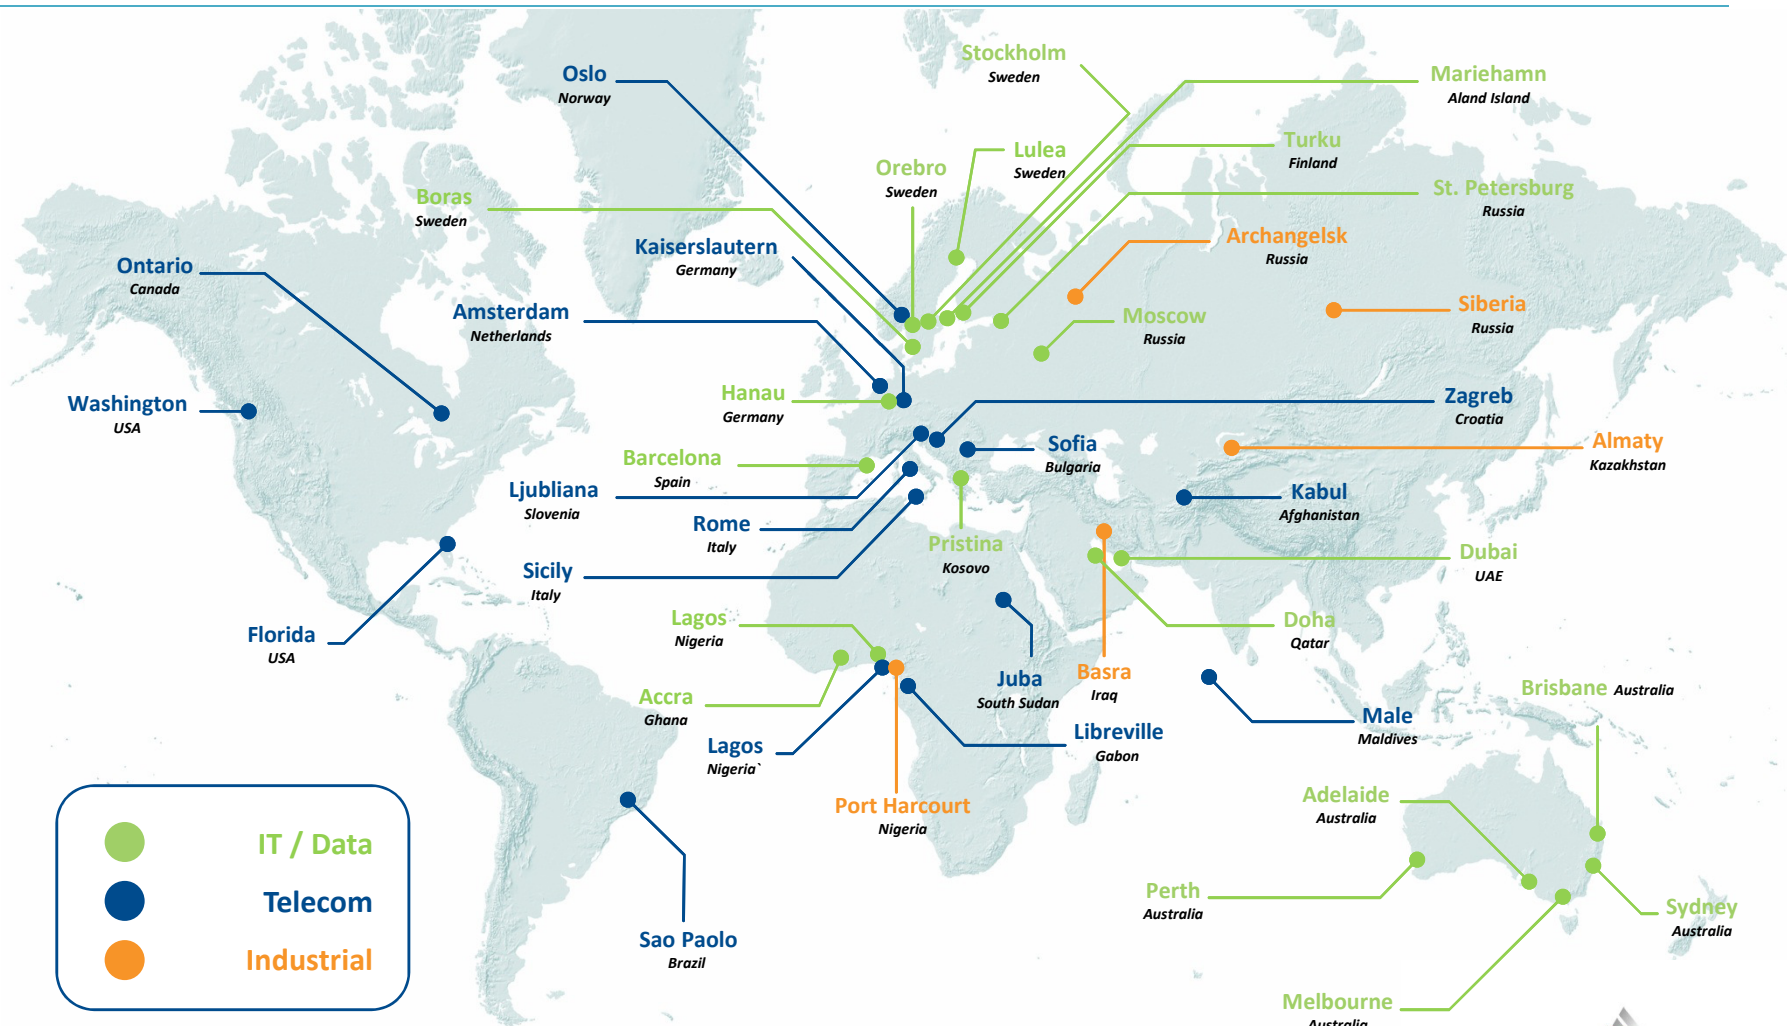 Stockholm
Sweden
Oslo
Norway
Mariehamn
Aland Island
Turku
Finland
Lulea
Sweden
Orebro
Sweden
St. Petersburg
Russia
Boras
Sweden
Archangelsk
Russia
Kaiserslautern
Germany
Ontario
Canada
Siberia
Russia
Amsterdam
Netherlands
Moscow
Russia
Hanau
Germany
Zagreb
Croatia
Washington
USA
Sofia
Bulgaria
Almaty
Kazakhstan
Barcelona
Spain
Ljubliana
Slovenia
Kabul
Afghanistan
Rome
Italy
Pristina
Kosovo
Dubai
UAE
Sicily
Italy
Lagos
Nigeria
Doha
Qatar
Florida
USA
Juba
South Sudan
Basra
Iraq
Brisbane Australia
Accra
Ghana
Male
Maldives
Libreville
Gabon
Lagos
Nigeria`
Adelaide
Australia
Port Harcourt
Nigeria
Perth
Australia
Sydney
Australia
Sao Paolo
Brazil
Melbourne
Australia
IT / Data
Telecom
Industrial